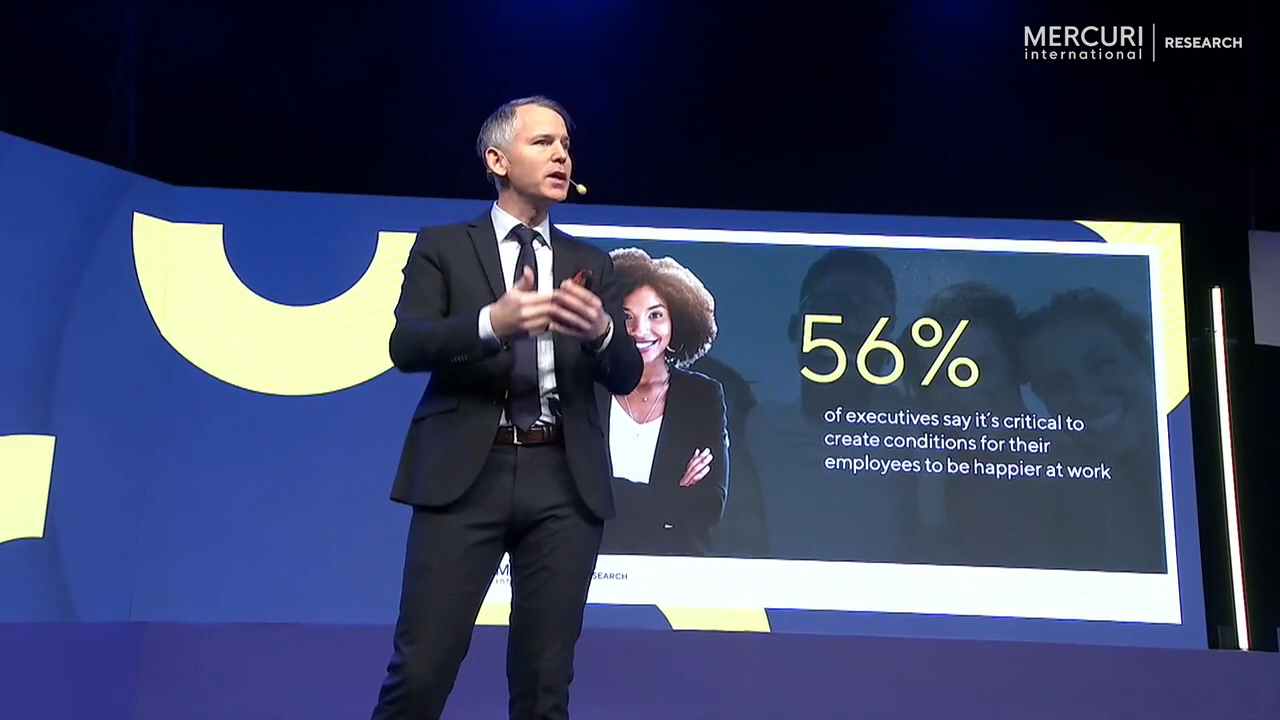 MERCURI
international
RESEARCH
56%
of executives say it´s critical to
create conditions for their
employees to be happier at work